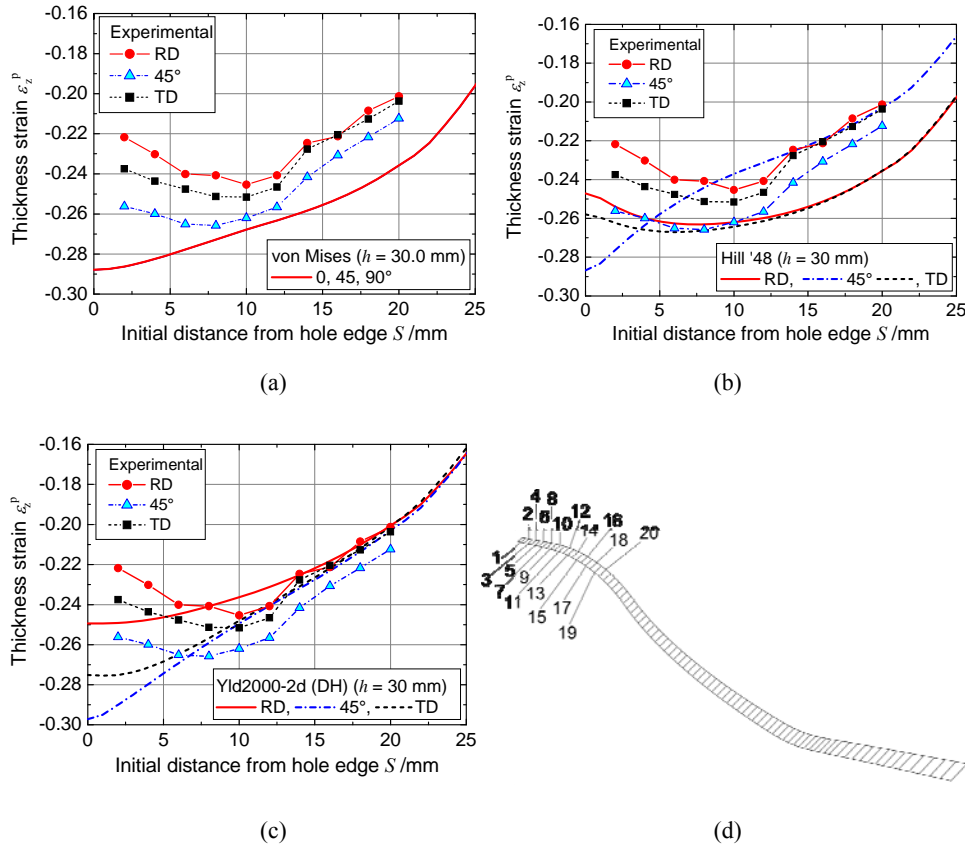 -0.16
-0.18
-0.20
-0.22
-0.24
-0.26
-0.28
-0.30
Thickness strain εzᵖ
Experimental
RD
45°
TD
von Mises (h = 30.0 mm)
0, 45, 90°
0 5 10 15 20 25
Initial distance from hole edge S /mm
(a)
-0.16
-0.18
-0.20
-0.22
-0.24
-0.26
-0.28
-0.30
Thickness strain εzᵖ
Experimental
RD
45°
TD
Hill '48 (h = 30 mm)
RD, 45° , TD
0 5 10 15 20 25
Initial distance from hole edge S /mm
(b)
-0.16
-0.18
-0.20
-0.22
-0.24
-0.26
-0.28
-0.30
Thickness strain εzᵖ
Experimental
RD
45°
TD
Yld2000-2d (DH) (h = 30 mm)
RD, 45°, TD
0 5 10 15 20 25
Initial distance from hole edge S /mm
(c)
2 4 6 8 10 12 14 16 18 20
1 3 5 7 9 11 13 15 17 19
(d)